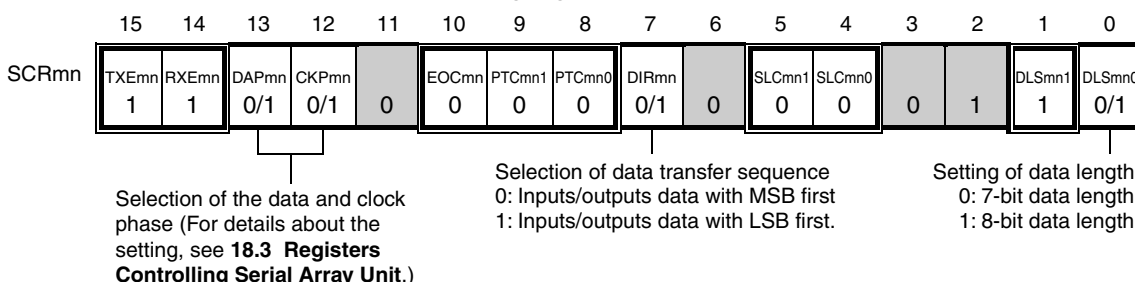 15 14 13 12 11 10 9 8 7 6 5 4 3 2 1 0
SCRmn TXEmn RXEmn DAPmn CKPmn EOCmn PTCmn1 PTCmn0 DIRmn SLCmn1 SLCmn0 DLSmn1 DLSmn0
1 1 0/1 0/1 0 0 0 0 0/1 0 0 0 0 1 1 0/1
Selection of the data and clock
phase (For details about the
setting, see 18.3 Registers
Controlling Serial Array Unit.)
Selection of data transfer sequence
0: Inputs/outputs data with MSB first
1: Inputs/outputs data with LSB first.
Setting of data length
0: 7-bit data length
1: 8-bit data length